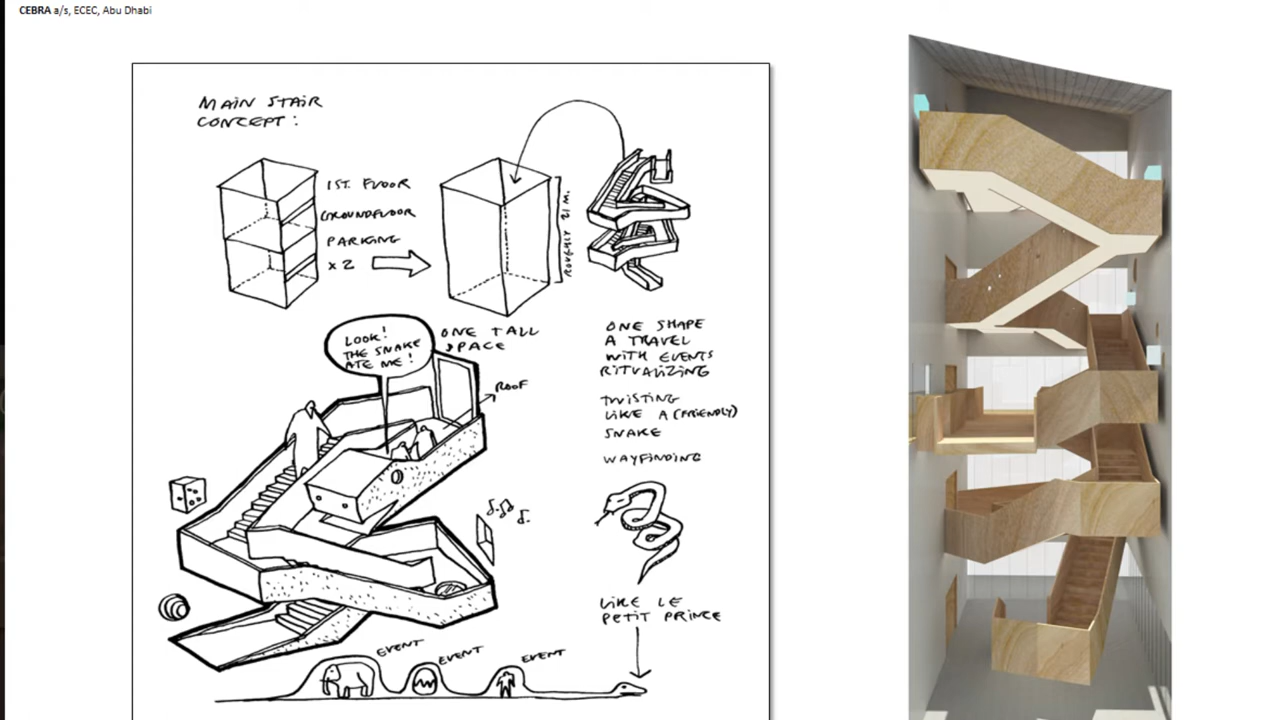 CEBRA a/s, ECEC, Abu Dhabi
MAIN STAIR
CONCEPT:
1ST. FLOOR
GROUNDFLOOR
PARKING
x 2
ROUGHLY 21 M.
ONE TALL
SPACE
LOOK!
THE SNAKE
ATE ME!
ROOF
ONE SHAPE
A TRAVEL
WITH EVENTS
RITUALIZING
TWISTING
LIKE A (FRIENDLY)
SNAKE
WAYFINDING
LIKE LE
PETIT PRINCE
EVENT
EVENT
EVENT